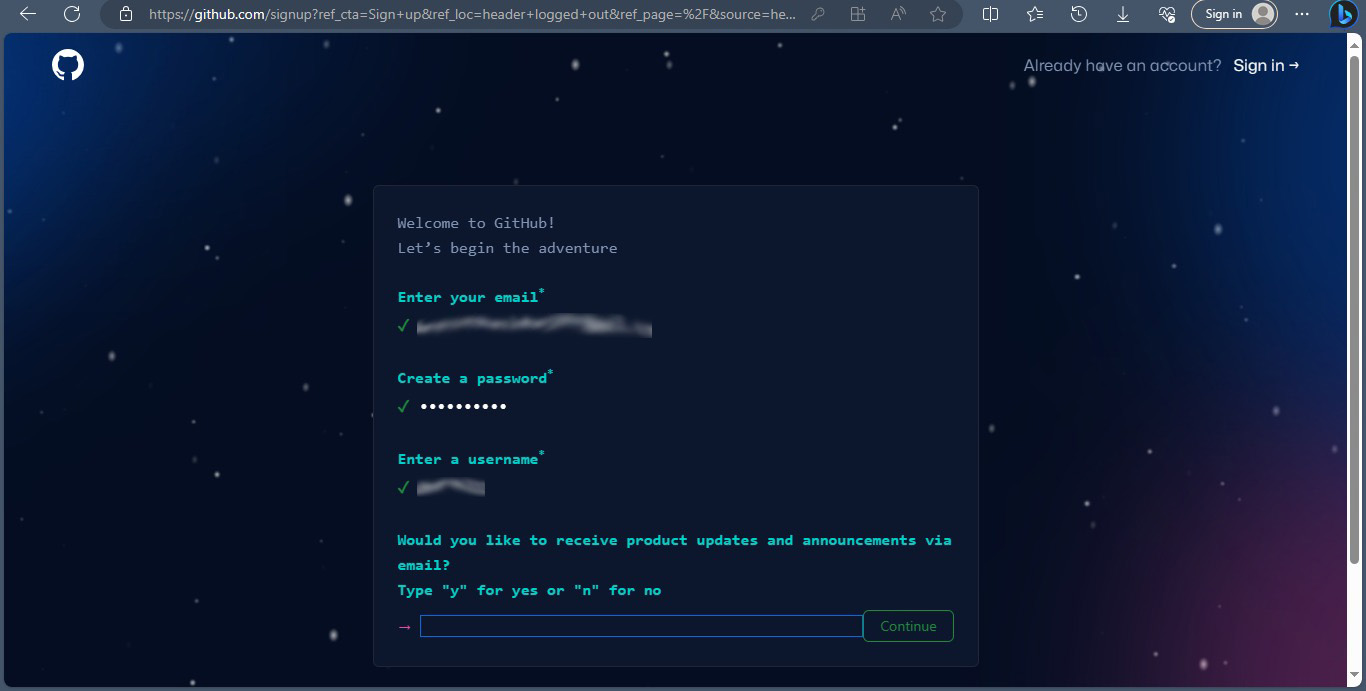 https://github.com/signup?ref_cta=Sign+up&ref_loc=header+logged+out&ref_page=%2F&source=he...
Sign in
Already have an account? Sign in →
Welcome to GitHub!
Let’s begin the adventure
Enter your email*
✓
Create a password*
✓ ••••••••••
Enter a username*
✓
Would you like to receive product updates and announcements via
email?
Type "y" for yes or "n" for no
→ Continue